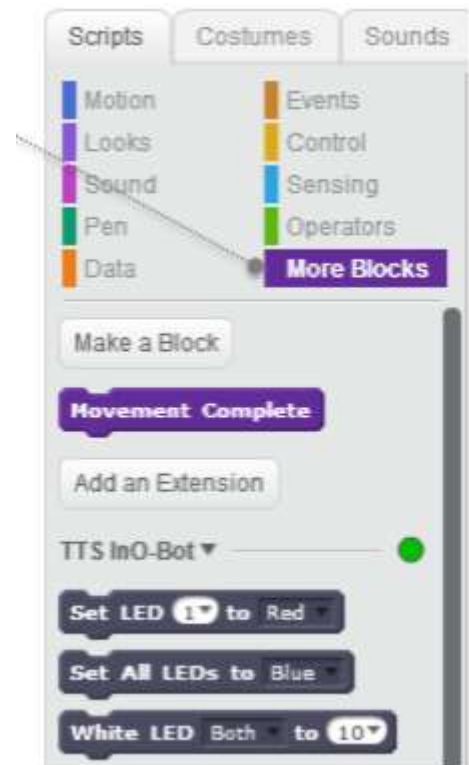 Scripts Costumes Sounds
Motion Events
Looks Control
Sound Sensing
Pen Operators
Data More Blocks
Make a Block
Movement Complete
Add an Extension
TTS InO-Bot
Set LED 1 to Red
Set All LEDs to Blue
White LED Both to 10